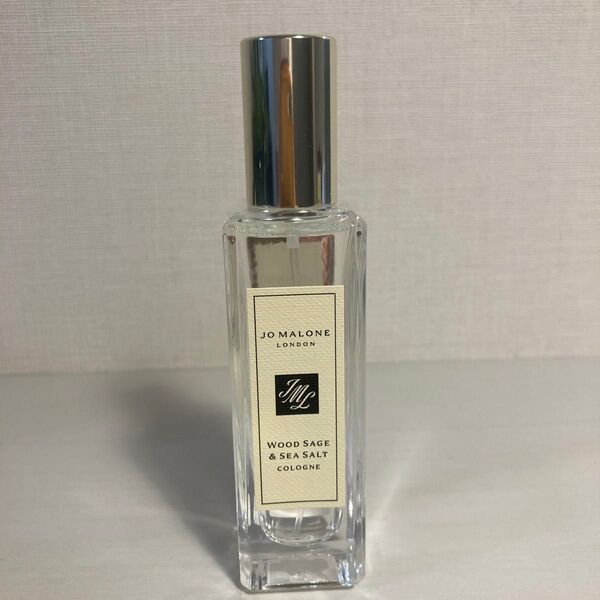 JO MALONE
LONDON
JML
WOOD SAGE
& SEA SALT
COLOGNE